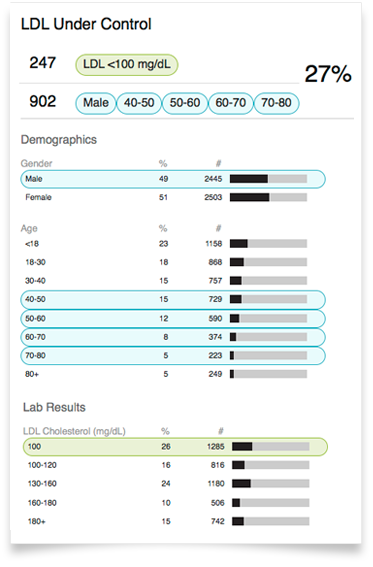 LDL Under Control
247 LDL <100 mg/dL 27%
902 Male 40-50 50-60 60-70 70-80
Demographics
Gender % #
Male 49 2445
Female 51 2503
Age % #
<18 23 1158
18-30 18 868
30-40 15 757
40-50 15 729
50-60 12 590
60-70 8 374
70-80 5 223
80+ 5 249
Lab Results
LDL Cholesterol (mg/dL) % #
100 26 1285
100-120 16 816
130-160 24 1180
160-180 10 506
180+ 15 742